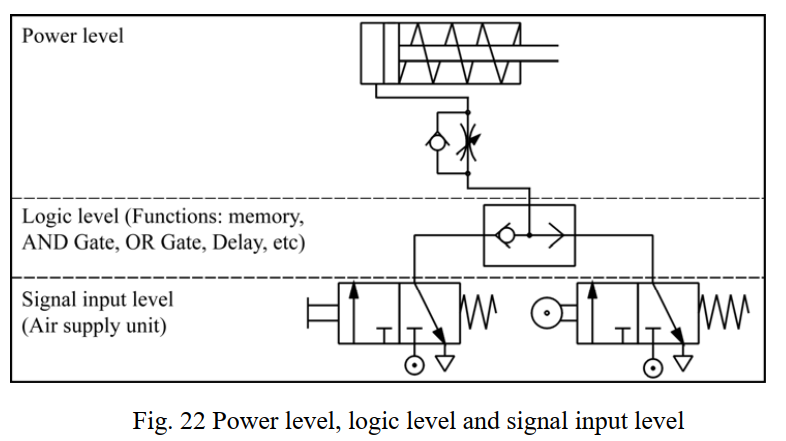 Power level
Logic level (Functions: memory,
AND Gate, OR Gate, Delay, etc)
Signal input level
(Air supply unit)
Fig. 22 Power level, logic level and signal input level